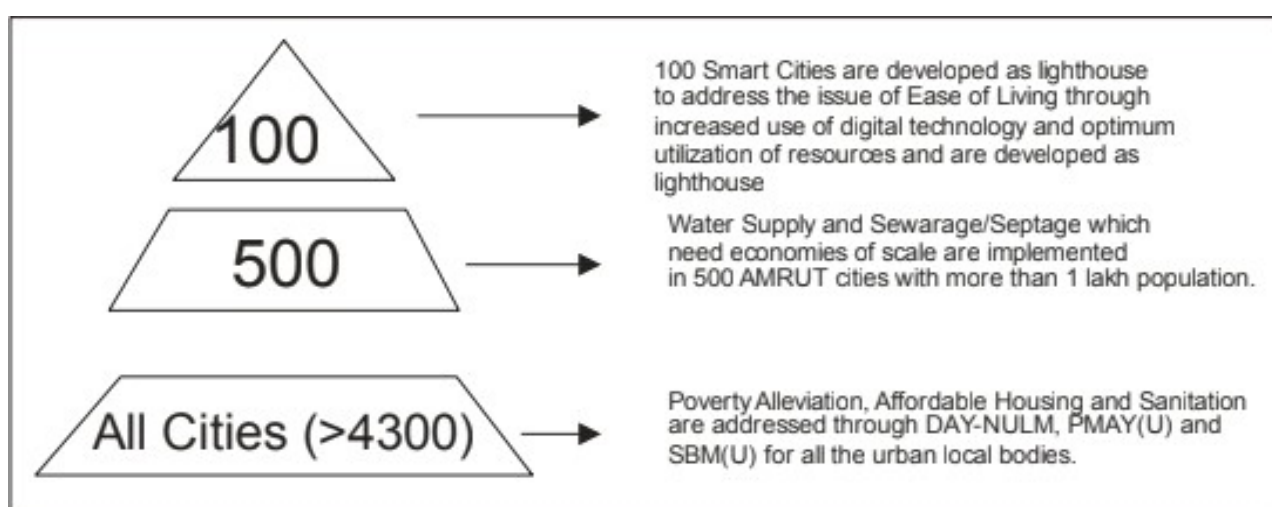 100
100 Smart Cities are developed as lighthouse
to address the issue of Ease of Living through
increased use of digital technology and optimum
utilization of resources and are developed as
lighthouse
500
Water Supply and Sewarage/Septage which
need economies of scale are implemented
in 500 AMRUT cities with more than 1 lakh population.
All Cities (>4300)
Poverty Alleviation, Affordable Housing and Sanitation
are addressed through DAY-NULM, PMAY(U) and
SBM(U) for all the urban local bodies.